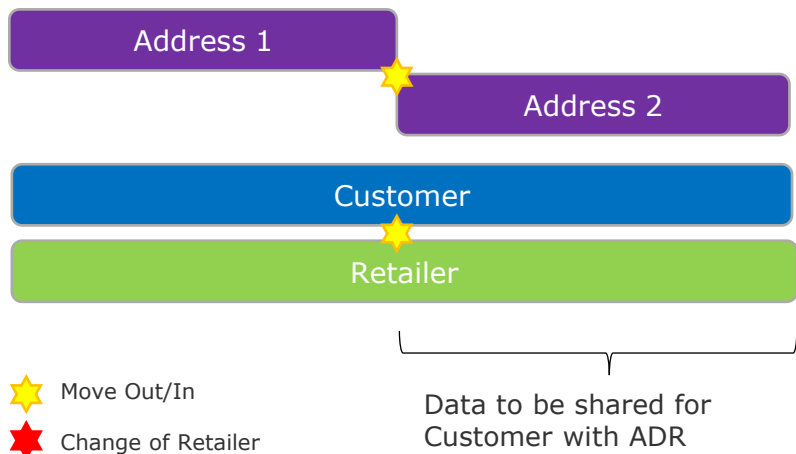 Address 1
Address 2
Customer
Retailer
Move Out/In
Change of Retailer
Data to be shared for
Customer with ADR